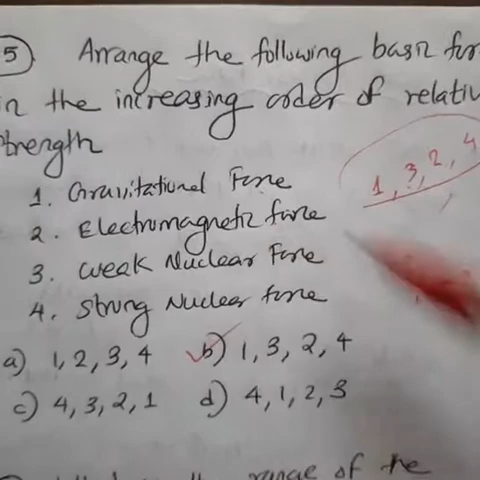 5) Arrange the following basic for
in the increasing order of relativ
trength
1, 3, 2, 4
1. Gravitational Force
2. Electromagnetic force
3. Weak Nuclear Force
4. Strong Nuclear force
a) 1, 2, 3, 4 b) 1, 3, 2, 4
c) 4, 3, 2, 1 d) 4, 1, 2, 3
range of the